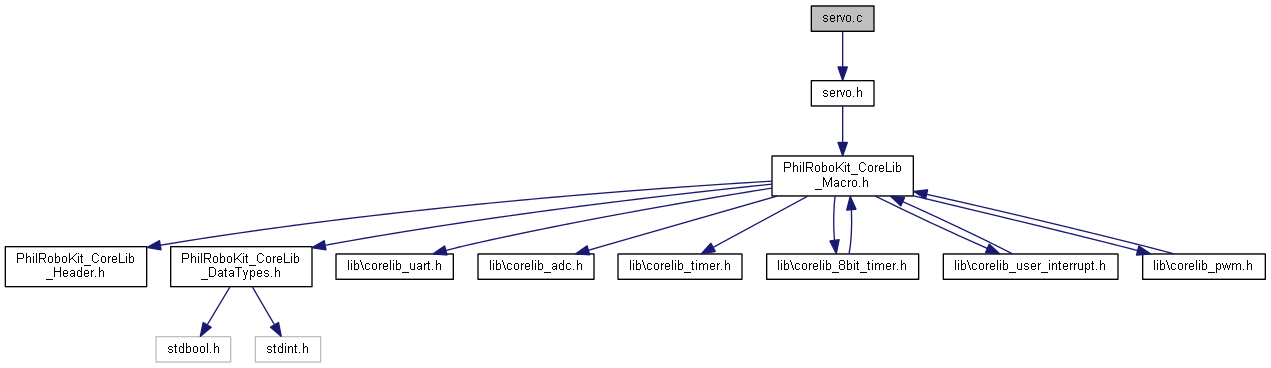 servo.c
servo.h
PhilRoboKit_CoreLib
_Macro.h
PhilRoboKit_CoreLib
_Header.h
PhilRoboKit_CoreLib
_DataTypes.h
lib\corelib_uart.h
lib\corelib_adc.h
lib\corelib_timer.h
lib\corelib_8bit_timer.h
lib\corelib_user_interrupt.h
lib\corelib_pwm.h
stdbool.h
stdint.h